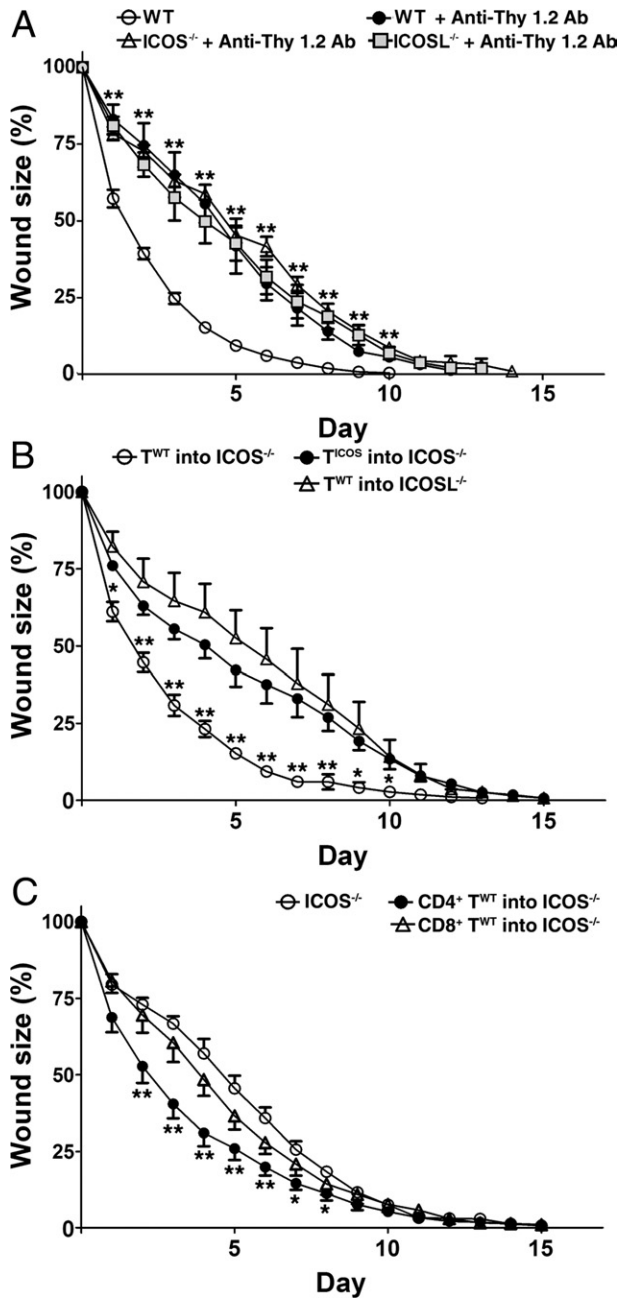 A
WT
WT + Anti-Thy 1.2 Ab
ICOS-/- + Anti-Thy 1.2 Ab
ICOSL-/- + Anti-Thy 1.2 Ab
100
75
50
25
0
Wound size (%)
** ** ** ** ** ** ** ** ** **
5 10 15
Day
B
TWT into ICOS-/-
TICOS into ICOS-/-
TWT into ICOSL-/-
100
75
50
25
0
Wound size (%)
* ** ** ** ** ** ** ** * *
5 10 15
Day
C
ICOS-/-
CD4+ TWT into ICOS-/-
CD8+ TWT into ICOS-/-
100
75
50
25
0
Wound size (%)
** ** ** ** ** * *
5 10 15
Day